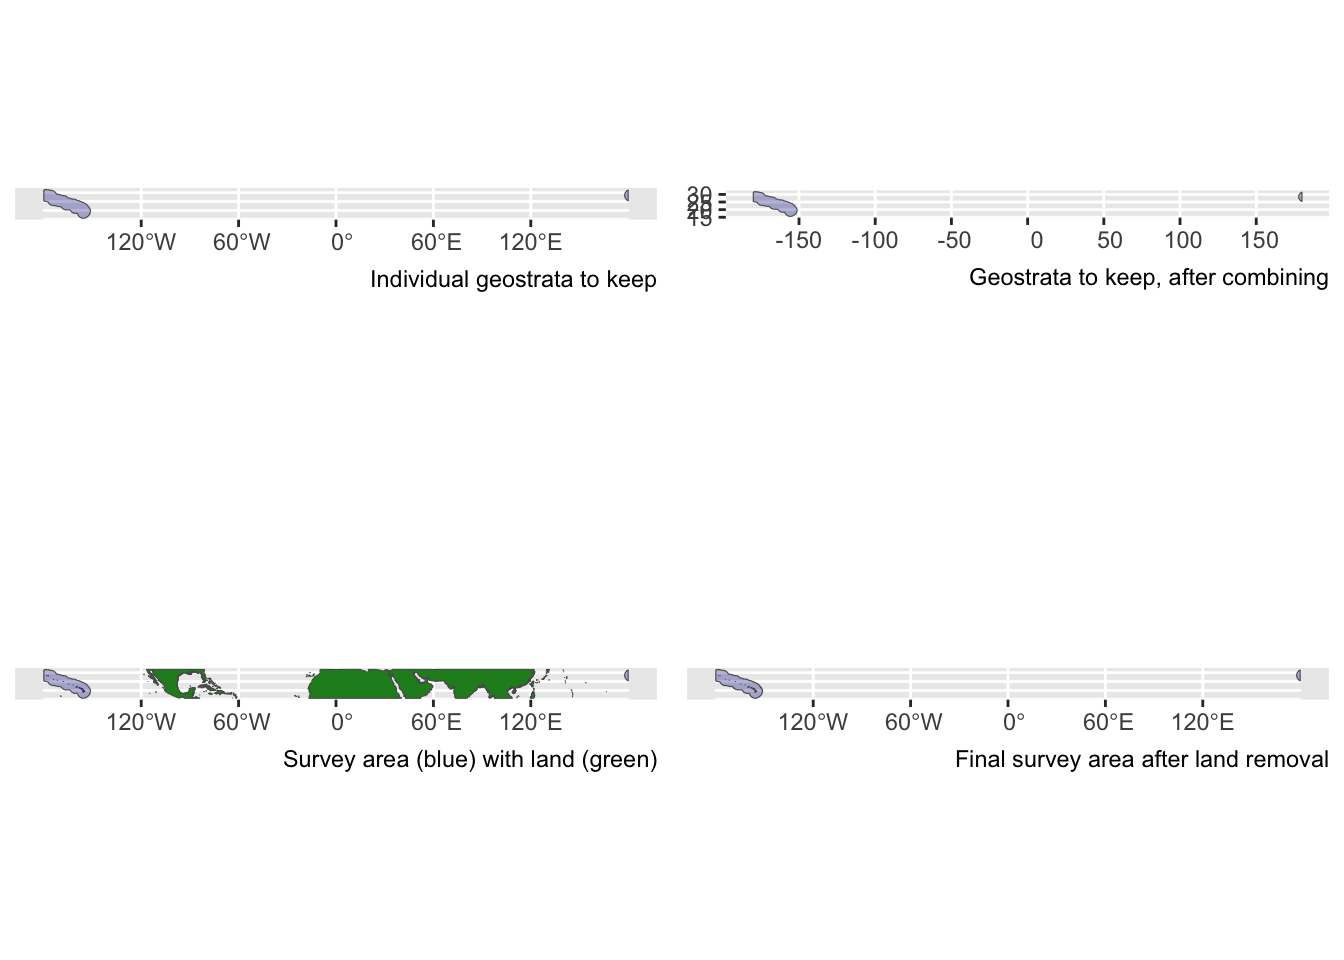 120°W 60°W 0° 60°E 120°E
Individual geostrata to keep
30
15
-150 -100 -50 0 50 100 150
Geostrata to keep, after combining
120°W 60°W 0° 60°E 120°E
Survey area (blue) with land (green)
120°W 60°W 0° 60°E 120°E
Final survey area after land removal